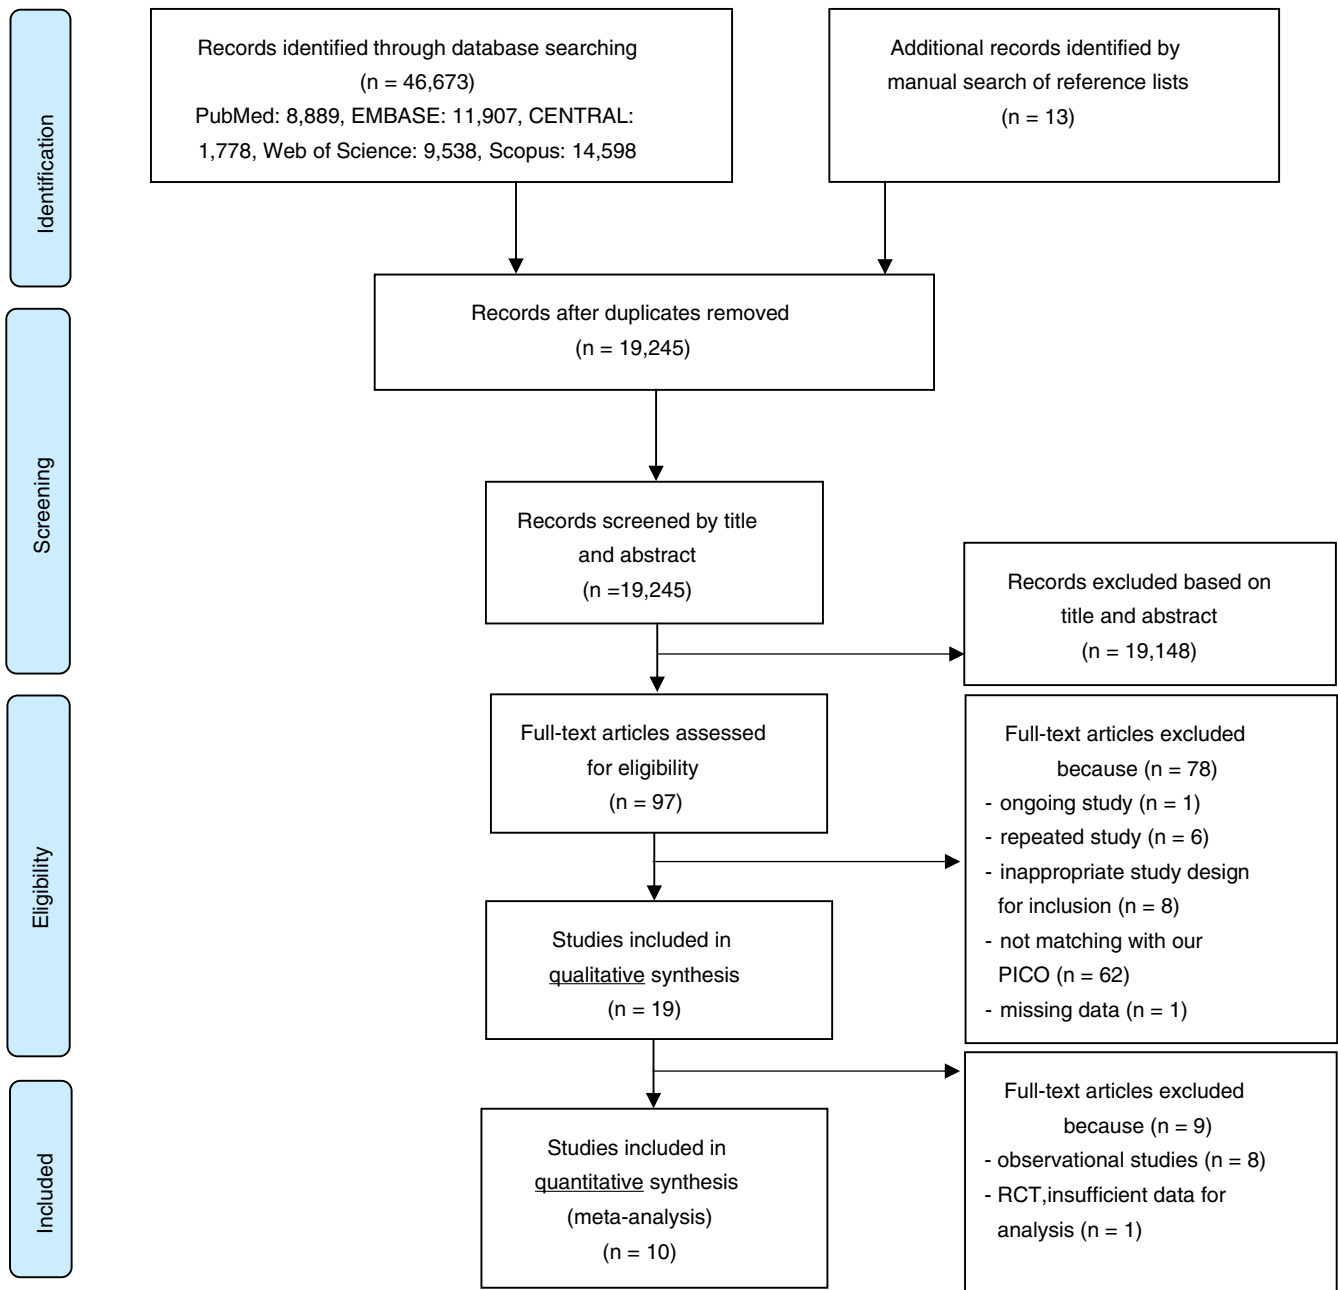 Identification
Records identified through database searching
(n = 46,673)
PubMed: 8,889, EMBASE: 11,907, CENTRAL:
1,778, Web of Science: 9,538, Scopus: 14,598
Additional records identified by
manual search of reference lists
(n = 13)
Screening
Records after duplicates removed
(n = 19,245)
Records screened by title
and abstract
(n =19,245)
Records excluded based on
title and abstract
(n = 19,148)
Eligibility
Full-text articles assessed
for eligibility
(n = 97)
Full-text articles excluded
because (n = 78)
- ongoing study (n = 1)
- repeated study (n = 6)
- inappropriate study design
for inclusion (n = 8)
- not matching with our
PICO (n = 62)
- missing data (n = 1)
Studies included in
qualitative synthesis
(n = 19)
Full-text articles excluded
because (n = 9)
- observational studies (n = 8)
- RCT,insufficient data for
analysis (n = 1)
Included
Studies included in
quantitative synthesis
(meta-analysis)
(n = 10)